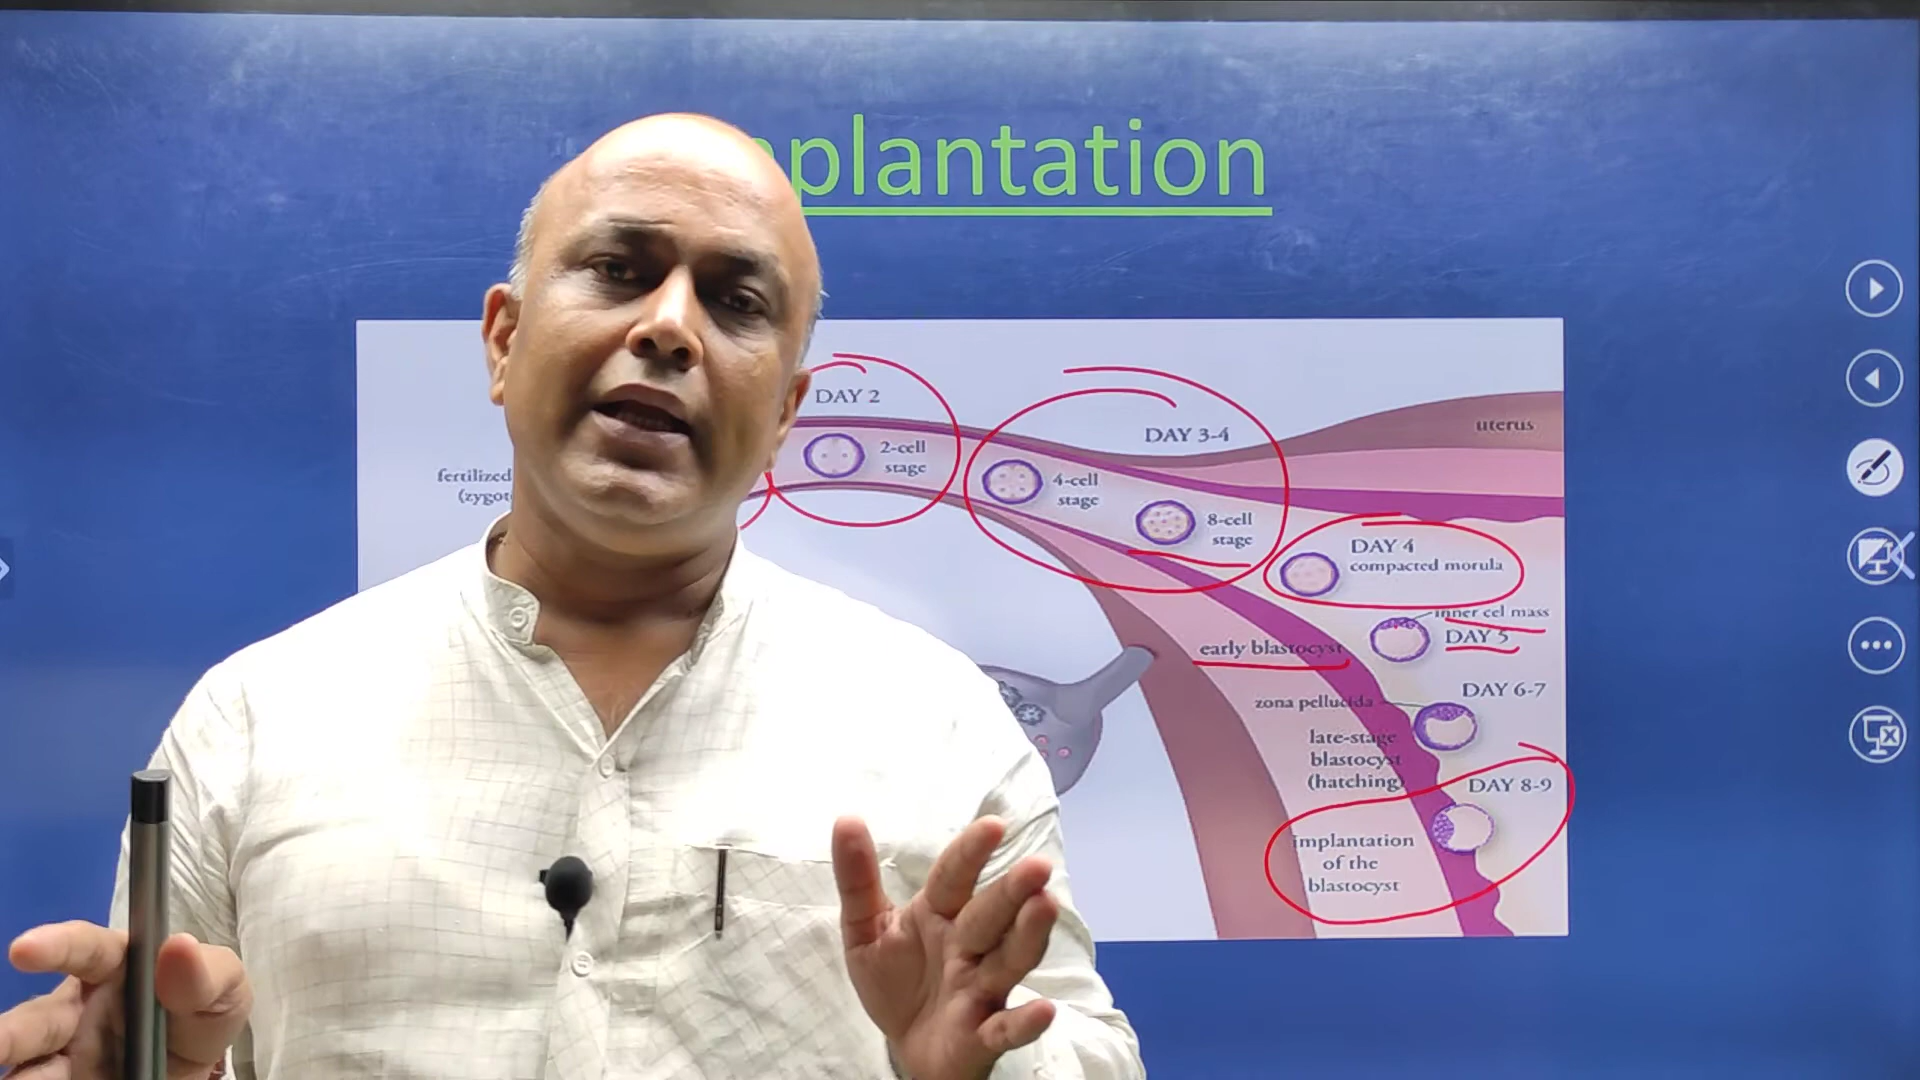 plantation
DAY 2
2-cell
stage
DAY 3-4
4-cell
stage
8-cell
stage
uterus
fertilized
(zygot
DAY 4
compacted morula
inner cel mass
DAY 5
early blastocyst
zona pellucida
DAY 6-7
late-stage
blastocyst
(hatching)
DAY 8-9
implantation
of the
blastocyst